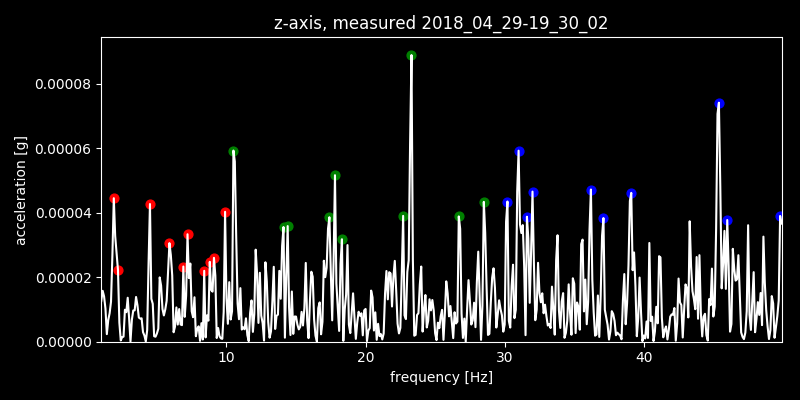 z-axis, measured 2018_04_29-19_30_02
0.00008
0.00006
0.00004
0.00002
0.00000
acceleration [g]
10 20 30 40
frequency [Hz]